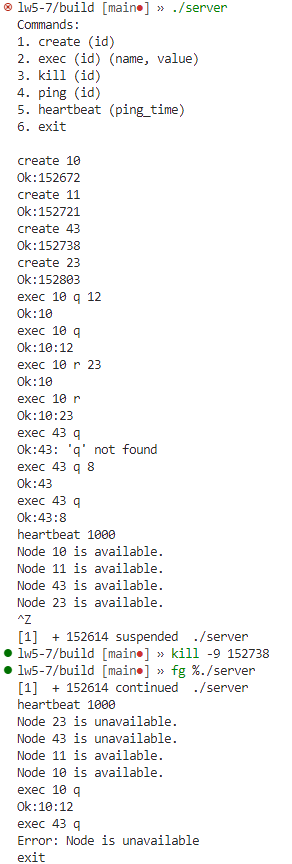 lw5-7/build [main●] » ./server
Commands:
1. create (id)
2. exec (id) (name, value)
3. kill (id)
4. ping (id)
5. heartbeat (ping_time)
6. exit

create 10
Ok:152672
create 11
Ok:152721
create 43
Ok:152738
create 23
Ok:152803
exec 10 q 12
Ok:10
exec 10 q
Ok:10:12
exec 10 r 23
Ok:10
exec 10 r
Ok:10:23
exec 43 q
Ok:43: 'q' not found
exec 43 q 8
Ok:43
exec 43 q
Ok:43:8
heartbeat 1000
Node 10 is available.
Node 11 is available.
Node 43 is available.
Node 23 is available.
^Z
[1]  + 152614 suspended  ./server
lw5-7/build [main●] » kill -9 152738
lw5-7/build [main●] » fg %./server
[1]  + 152614 continued  ./server
heartbeat 1000
Node 23 is unavailable.
Node 43 is unavailable.
Node 11 is available.
Node 10 is available.
exec 10 q
Ok:10:12
exec 43 q
Error: Node is unavailable
exit